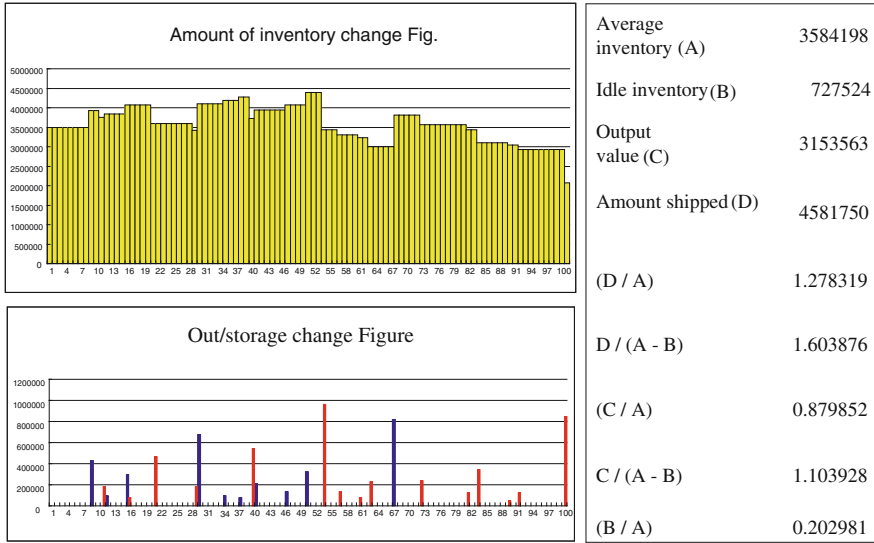 Amount of inventory change Fig.
5000000
4500000
4000000
3500000
3000000
2500000
2000000
1500000
1000000
500000
0
1 4 7 10 13 16 19 22 25 28 31 34 37 40 43 46 49 52 55 58 61 64 67 70 73 76 79 82 85 88 91 94 97 100
Out/storage change Figure
1200000
1000000
800000
600000
400000
200000
0
1 4 7 10 13 16 19 22 25 28 31 34 37 40 43 46 49 52 55 58 61 64 67 70 73 76 79 82 85 88 91 94 97 100
Average
inventory (A) 3584198
Idle inventory (B) 727524
Output
value (C) 3153563
Amount shipped (D) 4581750
(D / A) 1.278319
D / (A - B) 1.603876
(C / A) 0.879852
C / (A - B) 1.103928
(B / A) 0.202981